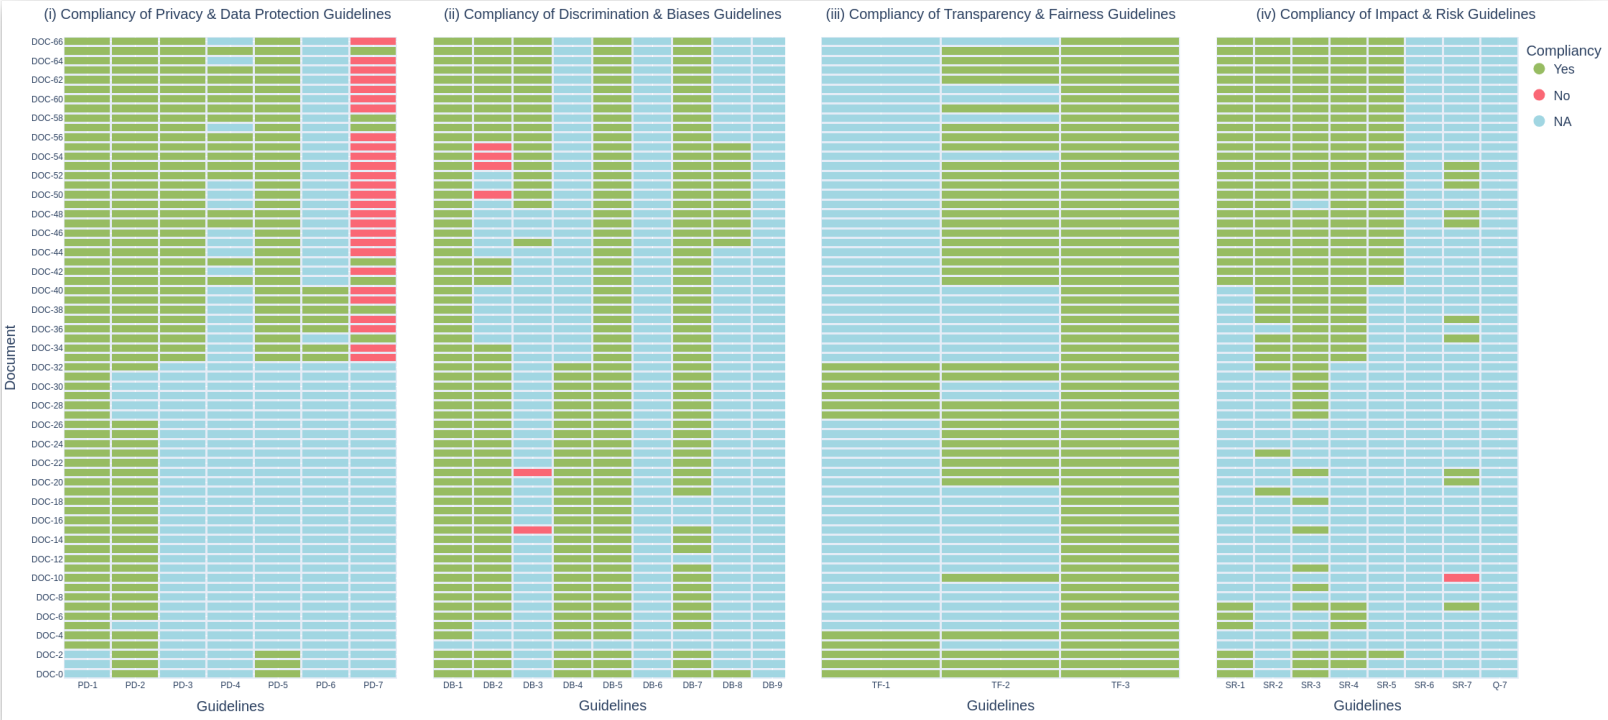 (i) Compliancy of Privacy & Data Protection Guidelines
(ii) Compliancy of Discrimination & Biases Guidelines
(iii) Compliancy of Transparency & Fairness Guidelines
(iv) Compliancy of Impact & Risk Guidelines
Compliancy
Yes
No
NA
Document
DOC-66
DOC-64
DOC-62
DOC-60
DOC-58
DOC-56
DOC-54
DOC-52
DOC-50
DOC-48
DOC-46
DOC-44
DOC-42
DOC-40
DOC-38
DOC-36
DOC-34
DOC-32
DOC-30
DOC-28
DOC-26
DOC-24
DOC-22
DOC-20
DOC-18
DOC-16
DOC-14
DOC-12
DOC-10
DOC-8
DOC-6
DOC-4
DOC-2
DOC-0
PD-1 PD-2 PD-3 PD-4 PD-5 PD-6 PD-7
Guidelines
DB-1 DB-2 DB-3 DB-4 DB-5 DB-6 DB-7 DB-8 DB-9
Guidelines
TF-1 TF-2 TF-3
Guidelines
SR-1 SR-2 SR-3 SR-4 SR-5 SR-6 SR-7 Q-7
Guidelines